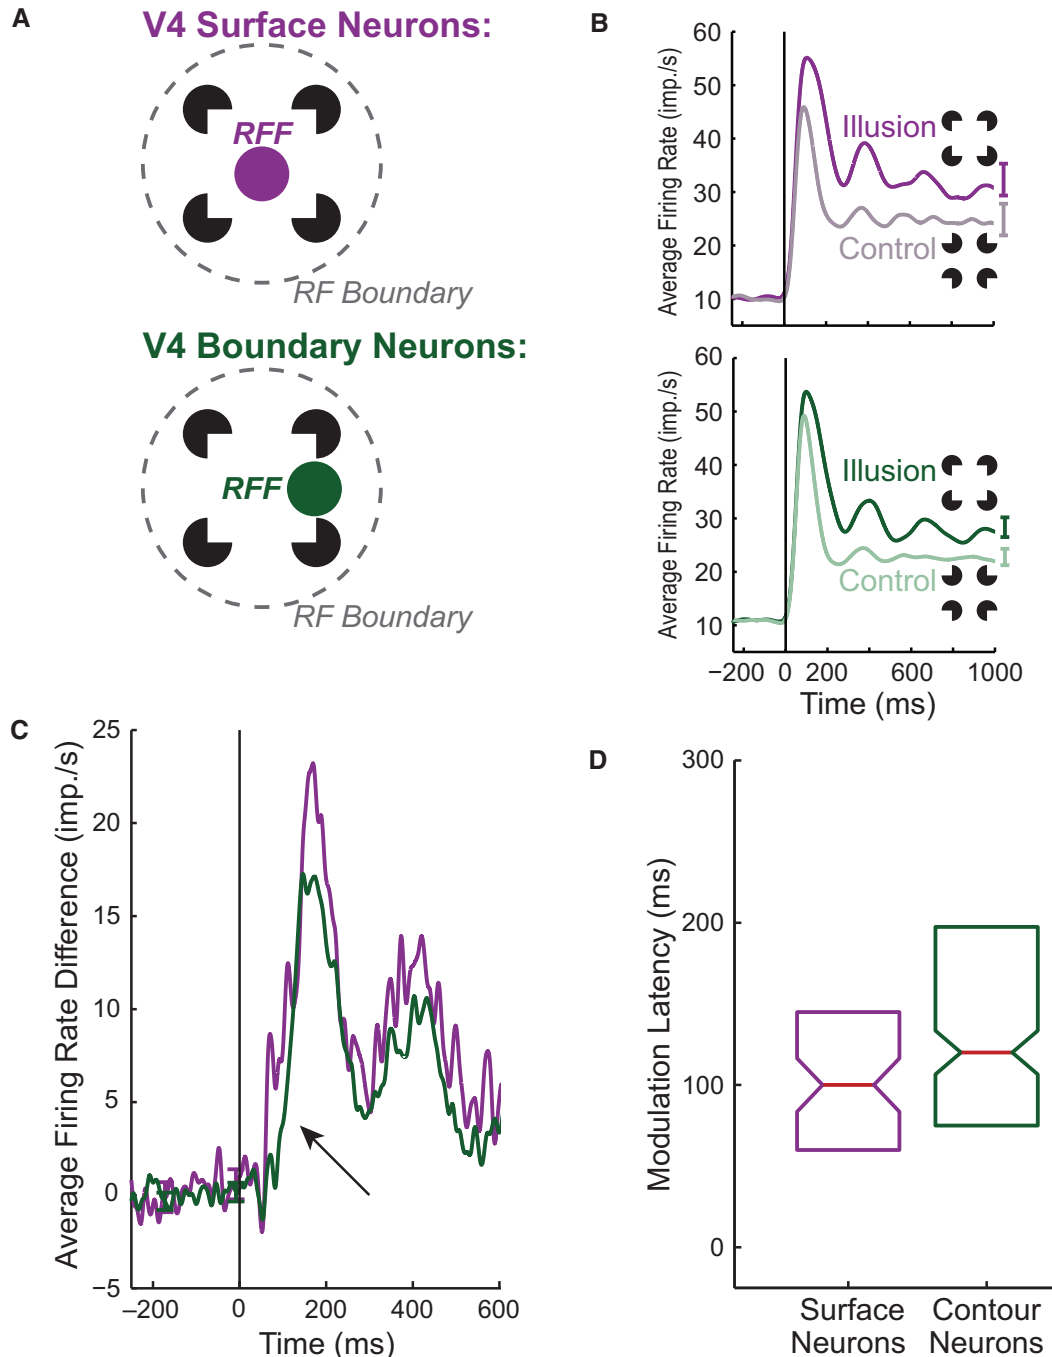 A
V4 Surface Neurons:
RFF
RF Boundary
V4 Boundary Neurons:
RFF
RF Boundary
B
Average Firing Rate (imp./s)
60
50
40
30
20
10
Illusion
Control
Average Firing Rate (imp./s)
60
50
40
30
20
10
Illusion
Control
−200 0 200 600 1000
Time (ms)
C
Average Firing Rate Difference (imp./s)
25
20
15
10
5
0
−5
−200 0 200 400 600
Time (ms)
D
Modulation Latency (ms)
300
200
100
0
Surface
Neurons
Contour
Neurons